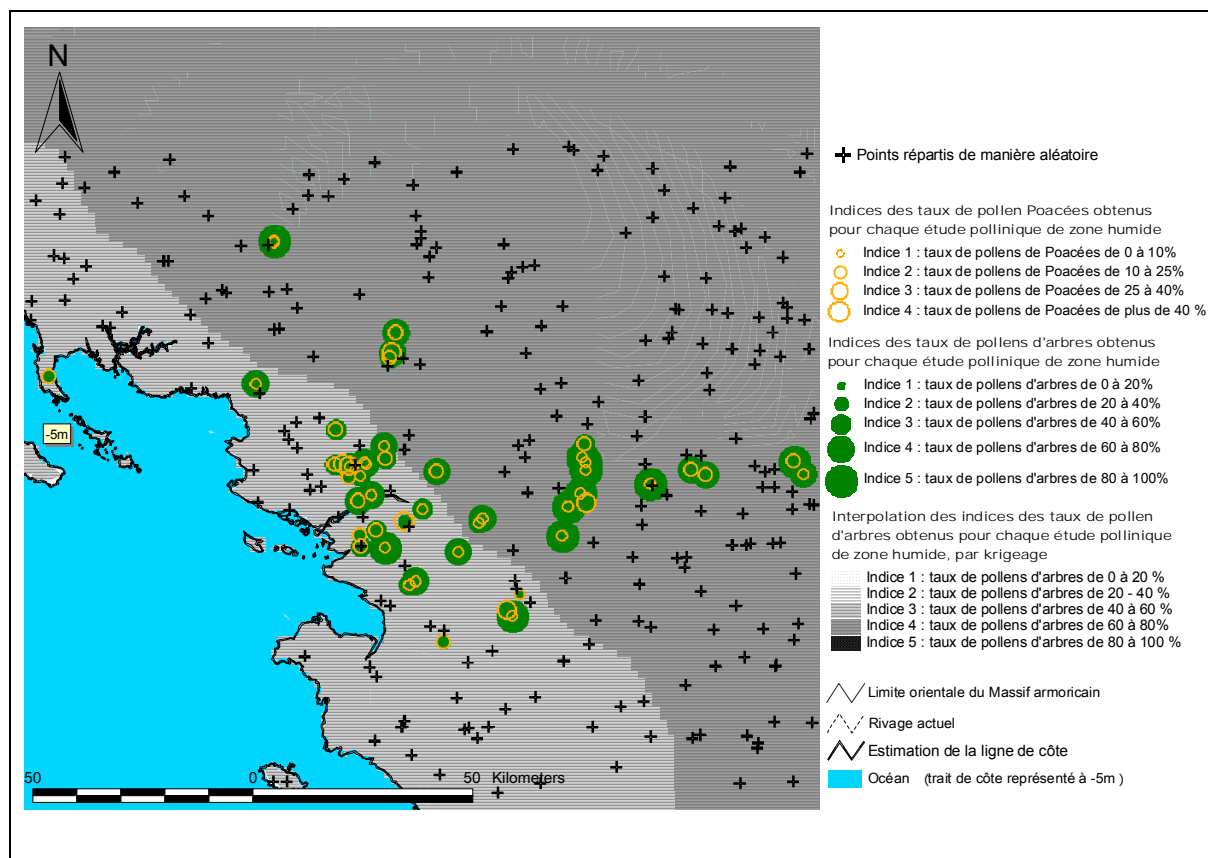 N
-5m
50
0
50 Kilometers
Points répartis de manière aléatoire
Indices des taux de pollen Poacées obtenus
pour chaque étude pollinique de zone humide
Indice 1 : taux de pollens de Poacées de 0 à 10%
Indice 2 : taux de pollens de Poacées de 10 à 25%
Indice 3 : taux de pollens de Poacées de 25 à 40%
Indice 4 : taux de pollens de Poacées de plus de 40 %
Indices des taux de pollens d'arbres obtenus
pour chaque étude pollinique de zone humide
Indice 1 : taux de pollens d'arbres de 0 à 20%
Indice 2 : taux de pollens d'arbres de 20 à 40%
Indice 3 : taux de pollens d'arbres de 40 à 60%
Indice 4 : taux de pollens d'arbres de 60 à 80%
Indice 5 : taux de pollens d'arbres de 80 à 100%
Interpolation des indices des taux de pollen
d'arbres obtenus pour chaque étude pollinique
de zone humide, par krigeage
Indice 1 : taux de pollens d'arbres de 0 à 20 %
Indice 2 : taux de pollens d'arbres de 20 - 40 %
Indice 3 : taux de pollens d'arbres de 40 à 60 %
Indice 4 : taux de pollens d'arbres de 60 à 80%
Indice 5 : taux de pollens d'arbres de 80 à 100 %
Limite orientale du Massif armoricain
Rivage actuel
Estimation de la ligne de côte
Océan (trait de côte représenté à -5m )